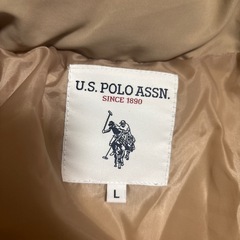 U.S. POLO ASSN.
SINCE 1890
L